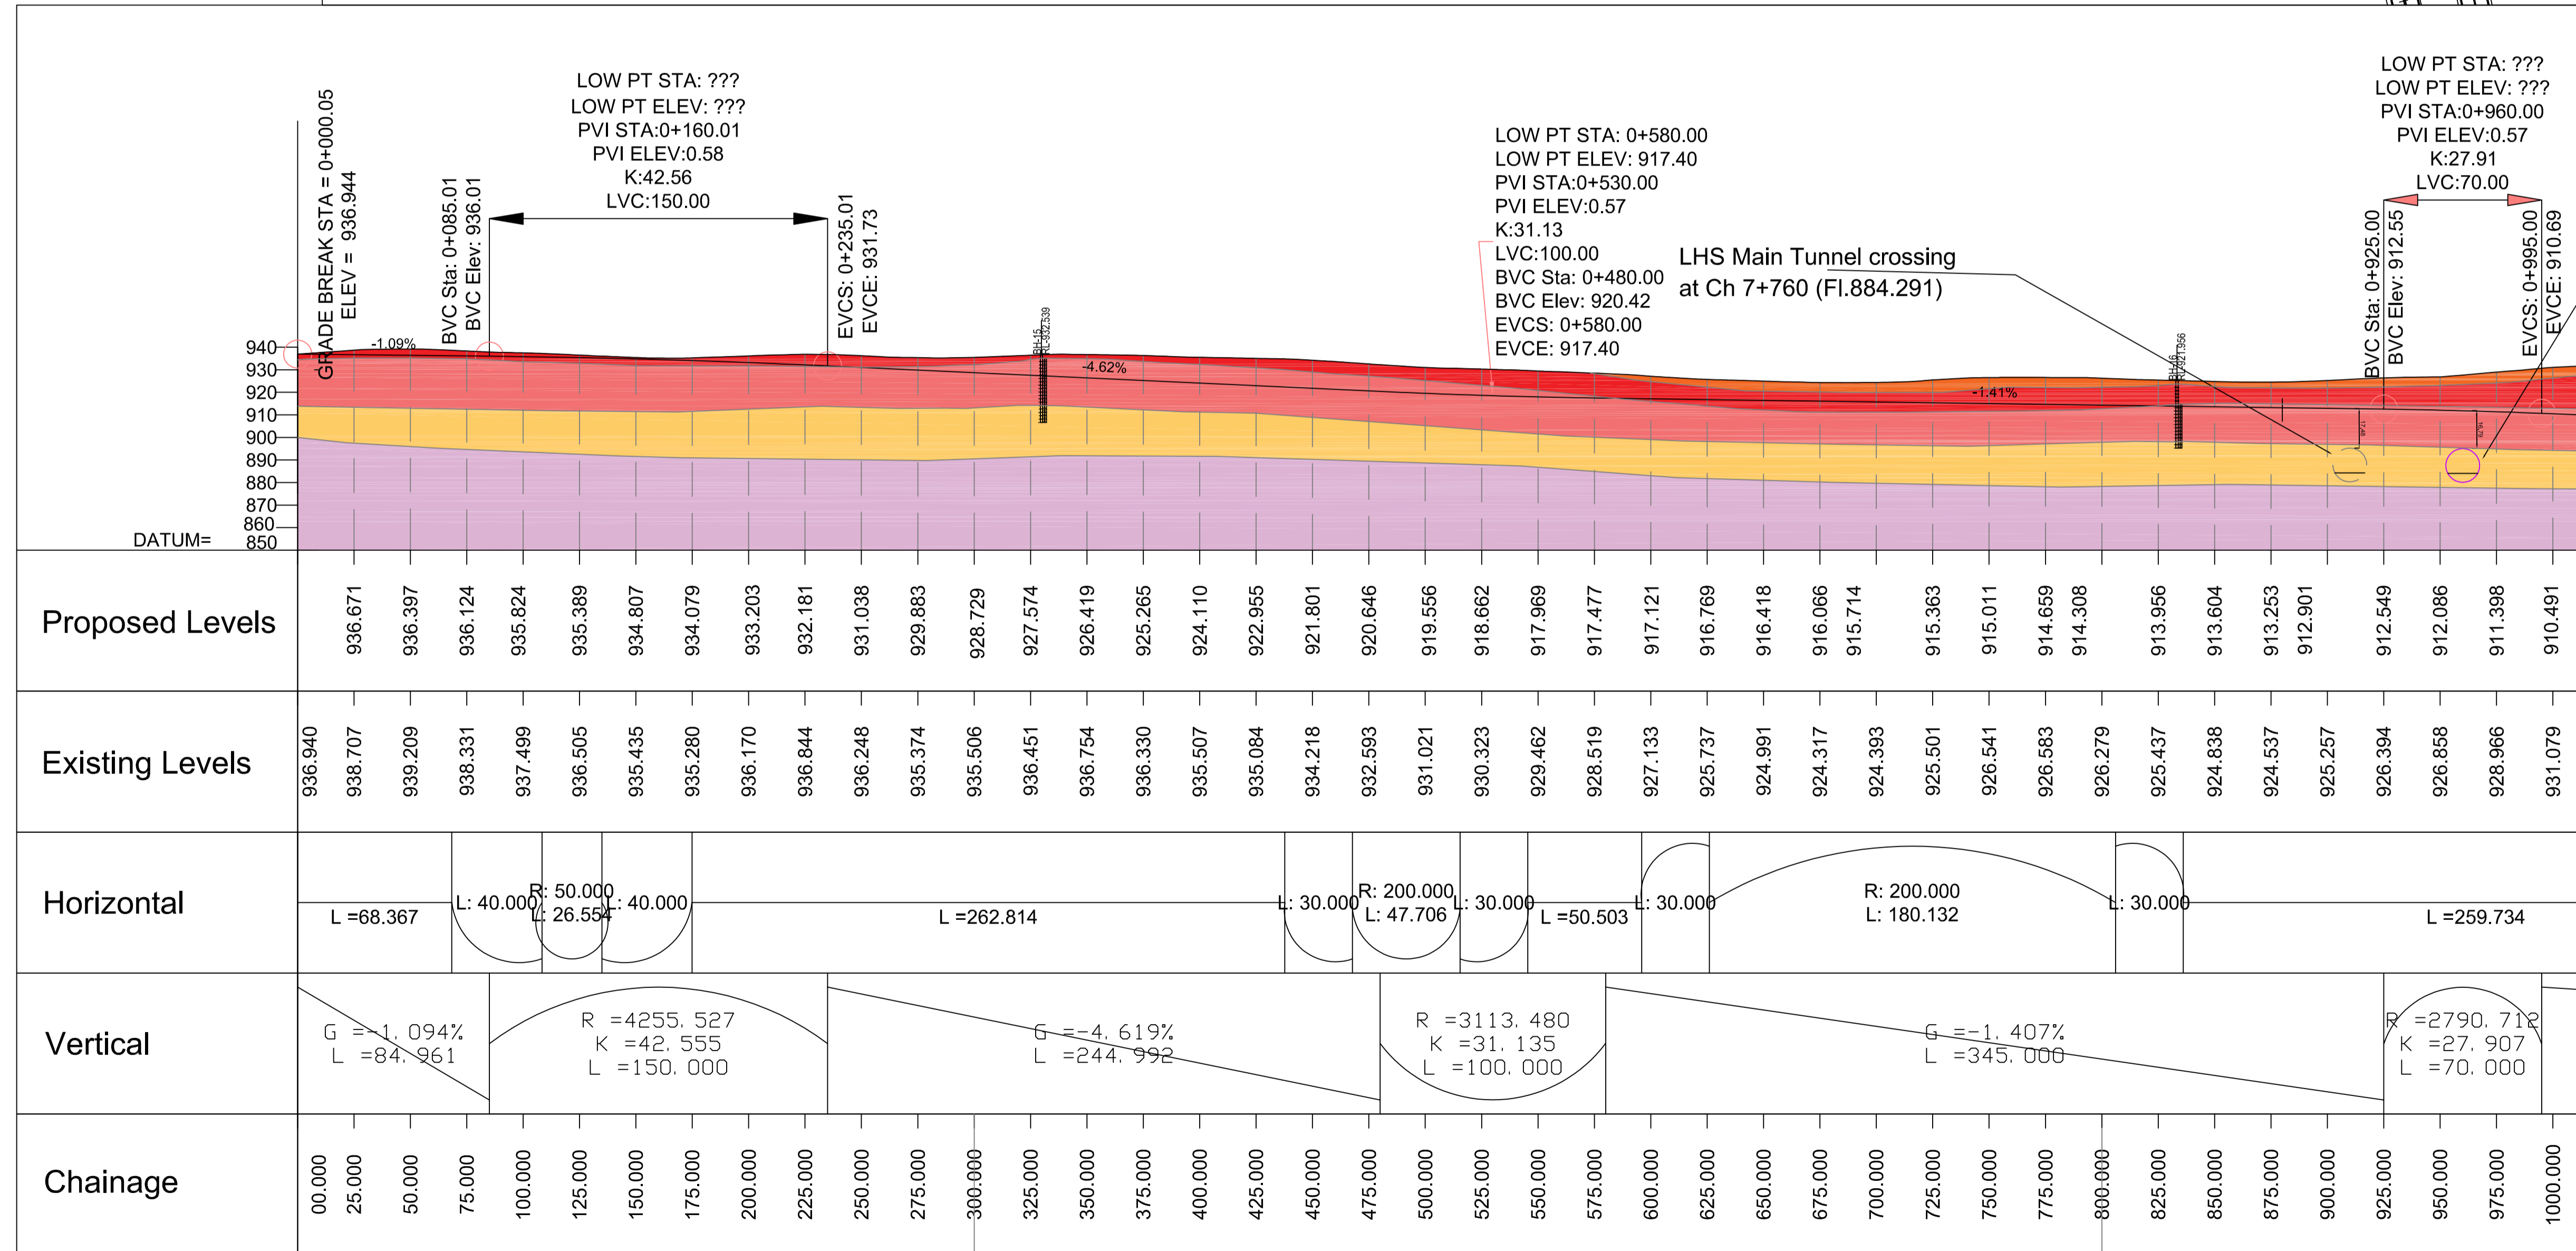 GRADE BREAK STA = 0+000.05
ELEV = 936.944
BVC Sta: 0+085.01
BVC Elev: 936.01
LOW PT STA: ???
LOW PT ELEV: ???
PVI STA:0+160.01
PVI ELEV:0.58
K:42.56
LVC:150.00
EVCS: 0+235.01
EVCE: 931.73
LOW PT STA: 0+580.00
LOW PT ELEV: 917.40
PVI STA:0+530.00
PVI ELEV:0.57
K:31.13
LVC:100.00
BVC Sta: 0+480.00
BVC Elev: 920.42
EVCS: 0+580.00
EVCE: 917.40
LHS Main Tunnel crossing
at Ch 7+760 (Fl.884.291)
LOW PT STA: ???
LOW PT ELEV: ???
PVI STA:0+960.00
PVI ELEV:0.57
K:27.91
LVC:70.00
BVC Sta: 0+925.00
BVC Elev: 912.55
EVCS: 0+995.00
EVCE: 910.69
BH-15
RL-932.539
RL-921.956
-1.09%
-4.62%
-1.41%
17.48
16.79
940
930
920
910
900
890
880
870
860
DATUM= 850
Proposed Levels 936.671 936.397 936.124 935.824 935.389 934.807 934.079 933.203 932.181 931.038 929.883 928.729 927.574 926.419 925.265 924.110 922.955 921.801 920.646 919.556 918.662 917.969 917.477 917.121 916.769 916.418 916.066 915.714 915.363 915.011 914.659 914.308 913.956 913.604 913.253 912.901 912.549 912.086 911.398 910.491
Existing Levels 936.940 938.707 939.209 938.331 937.499 936.505 935.435 935.280 936.170 936.844 936.248 935.374 935.506 936.451 936.754 936.330 935.507 935.084 934.218 932.593 931.021 930.323 929.462 928.519 927.133 925.737 924.991 924.317 924.393 925.501 926.541 926.583 926.279 925.437 924.838 924.537 925.257 926.394 926.858 928.966 931.079
Horizontal
L =68.367
L: 40.000
R: 50.000
L: 26.554
L: 40.000
L =262.814
L: 30.000
R: 200.000
L: 47.706
L: 30.000
L =50.503
L: 30.000
R: 200.000
L: 180.132
L: 30.000
L =259.734
Vertical
G =-1.094%
L =84.961
R =4255.527
K =42.555
L =150.000
G =-4.619%
L =244.992
R =3113.480
K =31.135
L =100.000
G =-1.407%
L =345.000
R =2790.712
K =27.907
L =70.000
Chainage 00.000 25.000 50.000 75.000 100.000 125.000 150.000 175.000 200.000 225.000 250.000 275.000 300.000 325.000 350.000 375.000 400.000 425.000 450.000 475.000 500.000 525.000 550.000 575.000 600.000 625.000 650.000 675.000 700.000 725.000 750.000 775.000 800.000 825.000 850.000 875.000 900.000 925.000 950.000 975.000 1000.000